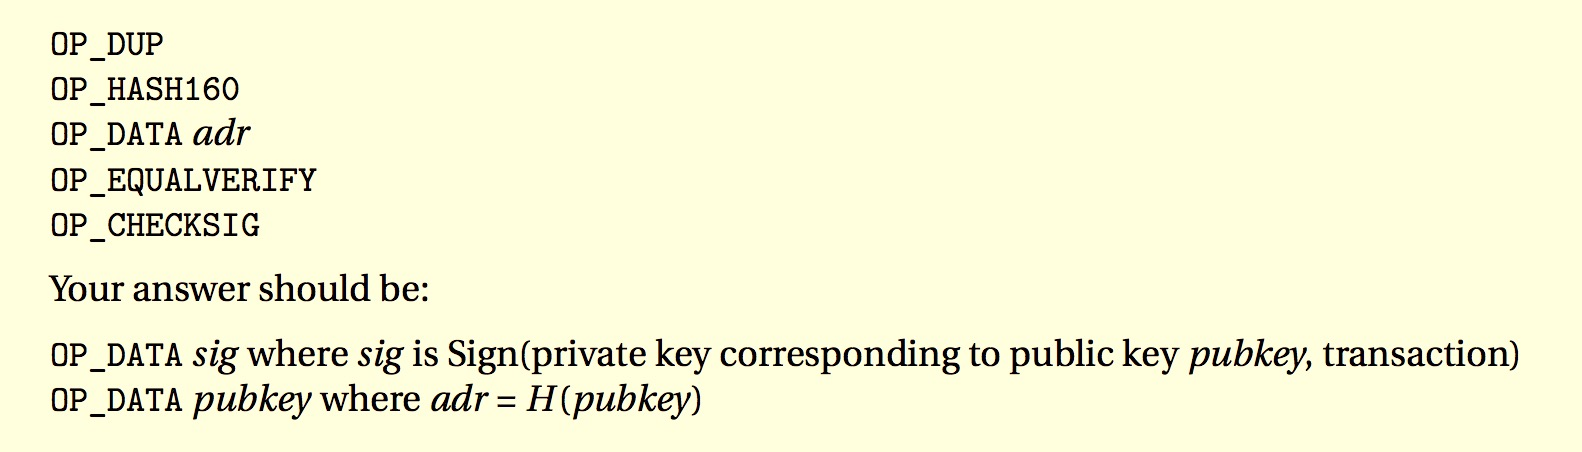 OP_DUP
OP_HASH160
OP_DATA adr
OP_EQUALVERIFY
OP_CHECKSIG
Your answer should be:
OP_DATA sig where sig is Sign(private key corresponding to public key pubkey, transaction)
OP_DATA pubkey where adr = H(pubkey)